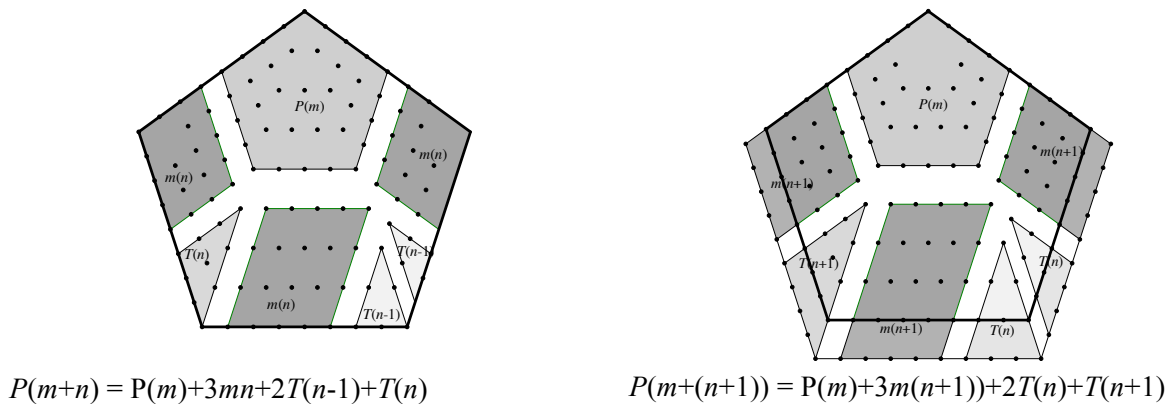 P(m)
m(n)
m(n)
T(n)
T(n-1)
m(n)
T(n-1)
P(m+n) = P(m)+3mn+2T(n-1)+T(n)
P(m)
m(n+1)
m(n+1)
T(n+1)
T(n)
m(n+1)
T(n)
P(m+(n+1)) = P(m)+3m(n+1))+2T(n)+T(n+1)